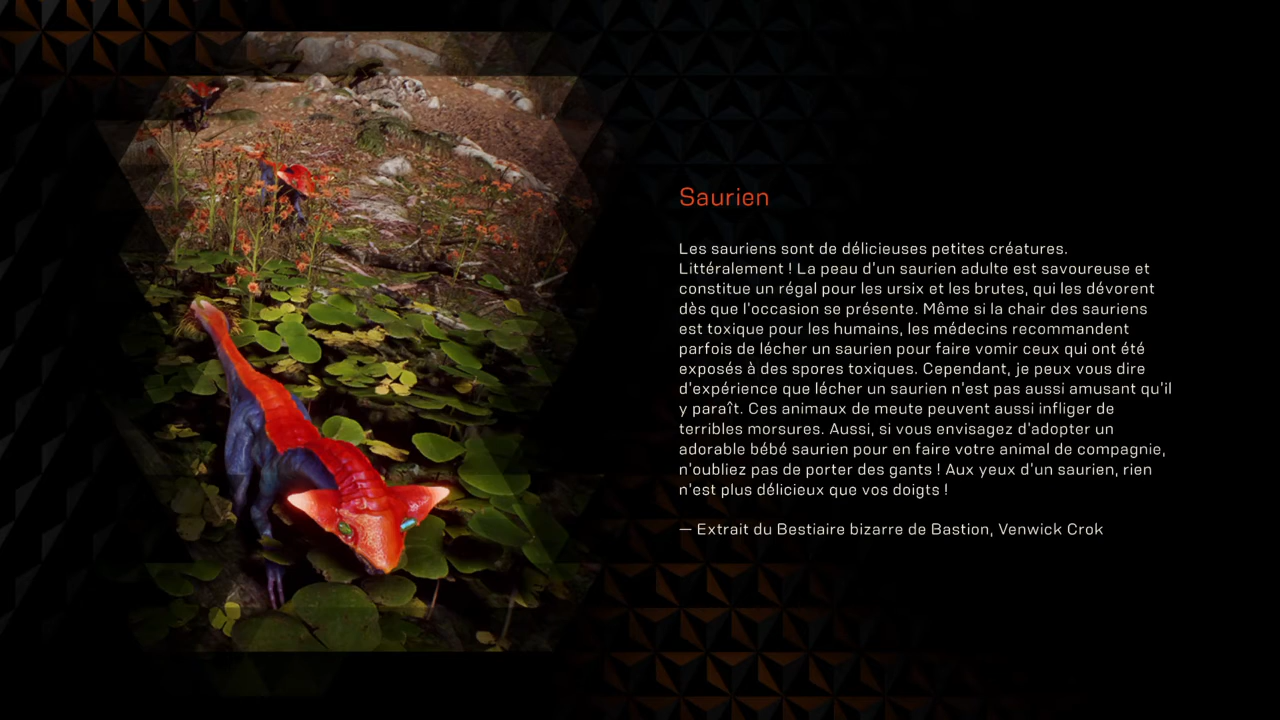 Saurien
Les sauriens sont de délicieuses petites créatures.
Littéralement ! La peau d'un saurien adulte est savoureuse et
constitue un régal pour les ursix et les brutes, qui les dévorent
dès que l'occasion se présente. Même si la chair des sauriens
est toxique pour les humains, les médecins recommandent
parfois de lécher un saurien pour faire vomir ceux qui ont été
exposés à des spores toxiques. Cependant, je peux vous dire
d'expérience que lécher un saurien n'est pas aussi amusant qu'il
y paraît. Ces animaux de meute peuvent aussi infliger de
terribles morsures. Aussi, si vous envisagez d'adopter un
adorable bébé saurien pour en faire votre animal de compagnie,
n'oubliez pas de porter des gants ! Aux yeux d'un saurien, rien
n'est plus délicieux que vos doigts !
— Extrait du Bestiaire bizarre de Bastion, Venwick Crok